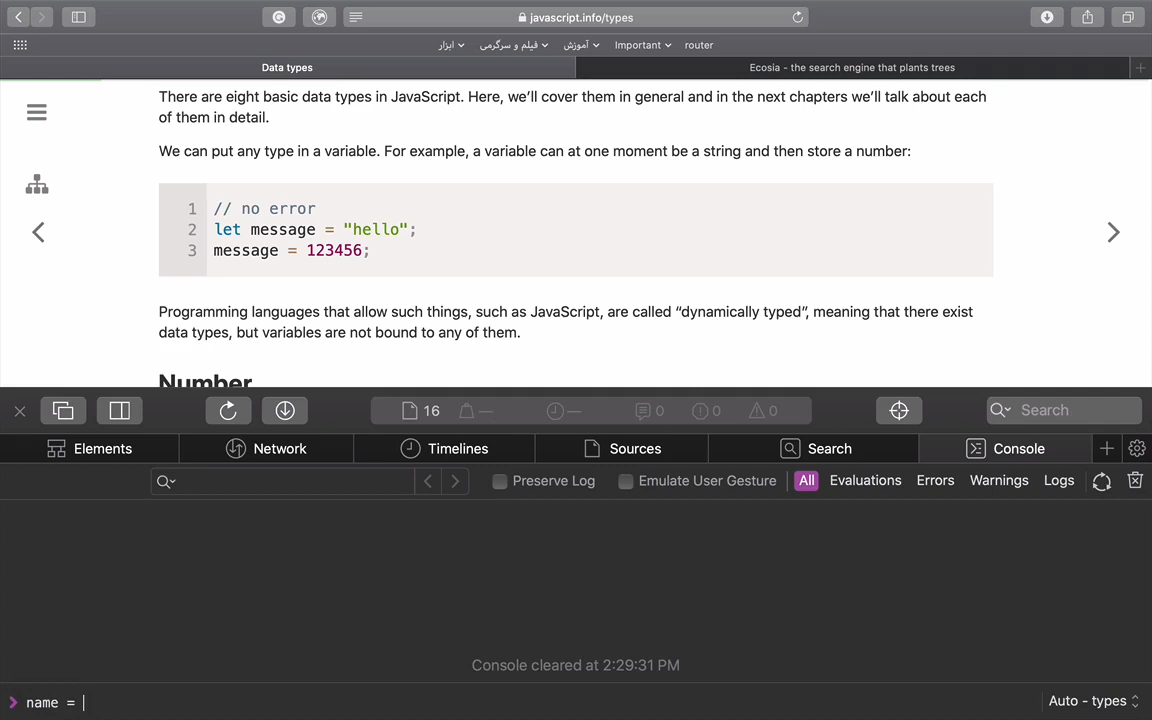 javascript.info/types
ابزار
فیلم و سرگرمی
آموزش
Important
router
Data types
Ecosia - the search engine that plants trees
There are eight basic data types in JavaScript. Here, we’ll cover them in general and in the next chapters we’ll talk about each
of them in detail.
We can put any type in a variable. For example, a variable can at one moment be a string and then store a number:
1 // no error
2 let message = "hello";
3 message = 123456;
Programming languages that allow such things, such as JavaScript, are called “dynamically typed”, meaning that there exist
data types, but variables are not bound to any of them.
Number
16 — — 0 0 0 Search
Elements Network Timelines Sources Search Console
Preserve Log Emulate User Gesture All Evaluations Errors Warnings Logs
Console cleared at 2:29:31 PM
name = Auto - types